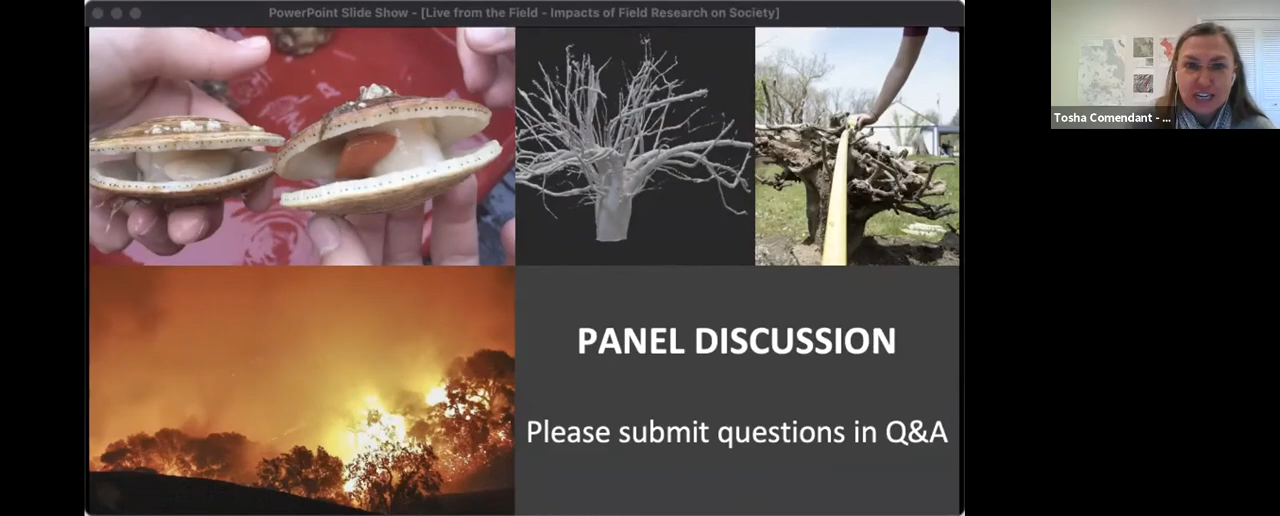 PowerPoint Slide Show - [Live from the Field - Impacts of Field Research on Society]
Tosha Comendant - ...
PANEL DISCUSSION
Please submit questions in Q&A